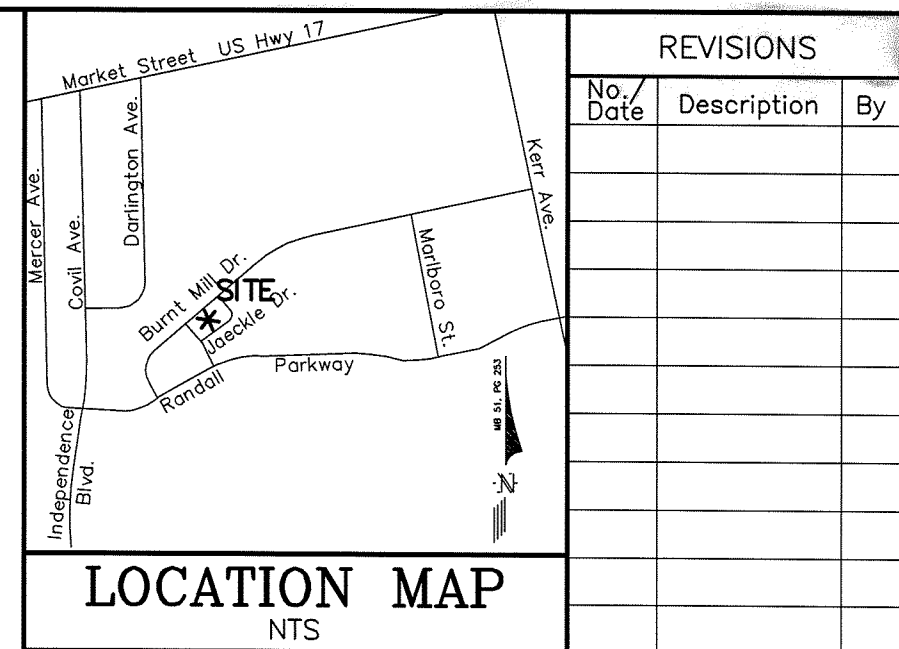 Market Street US Hwy 17
Mercer Ave.
Covil Ave.
Darlington Ave.
Kerr Ave.
Burnt Mill Dr.
SITE
*
Jaeckle Dr.
Marlboro St.
Randall Parkway
Independence
Blvd.
MB 51, PG 253
N
LOCATION MAP
NTS
REVISIONS
No./
Date
Description
By